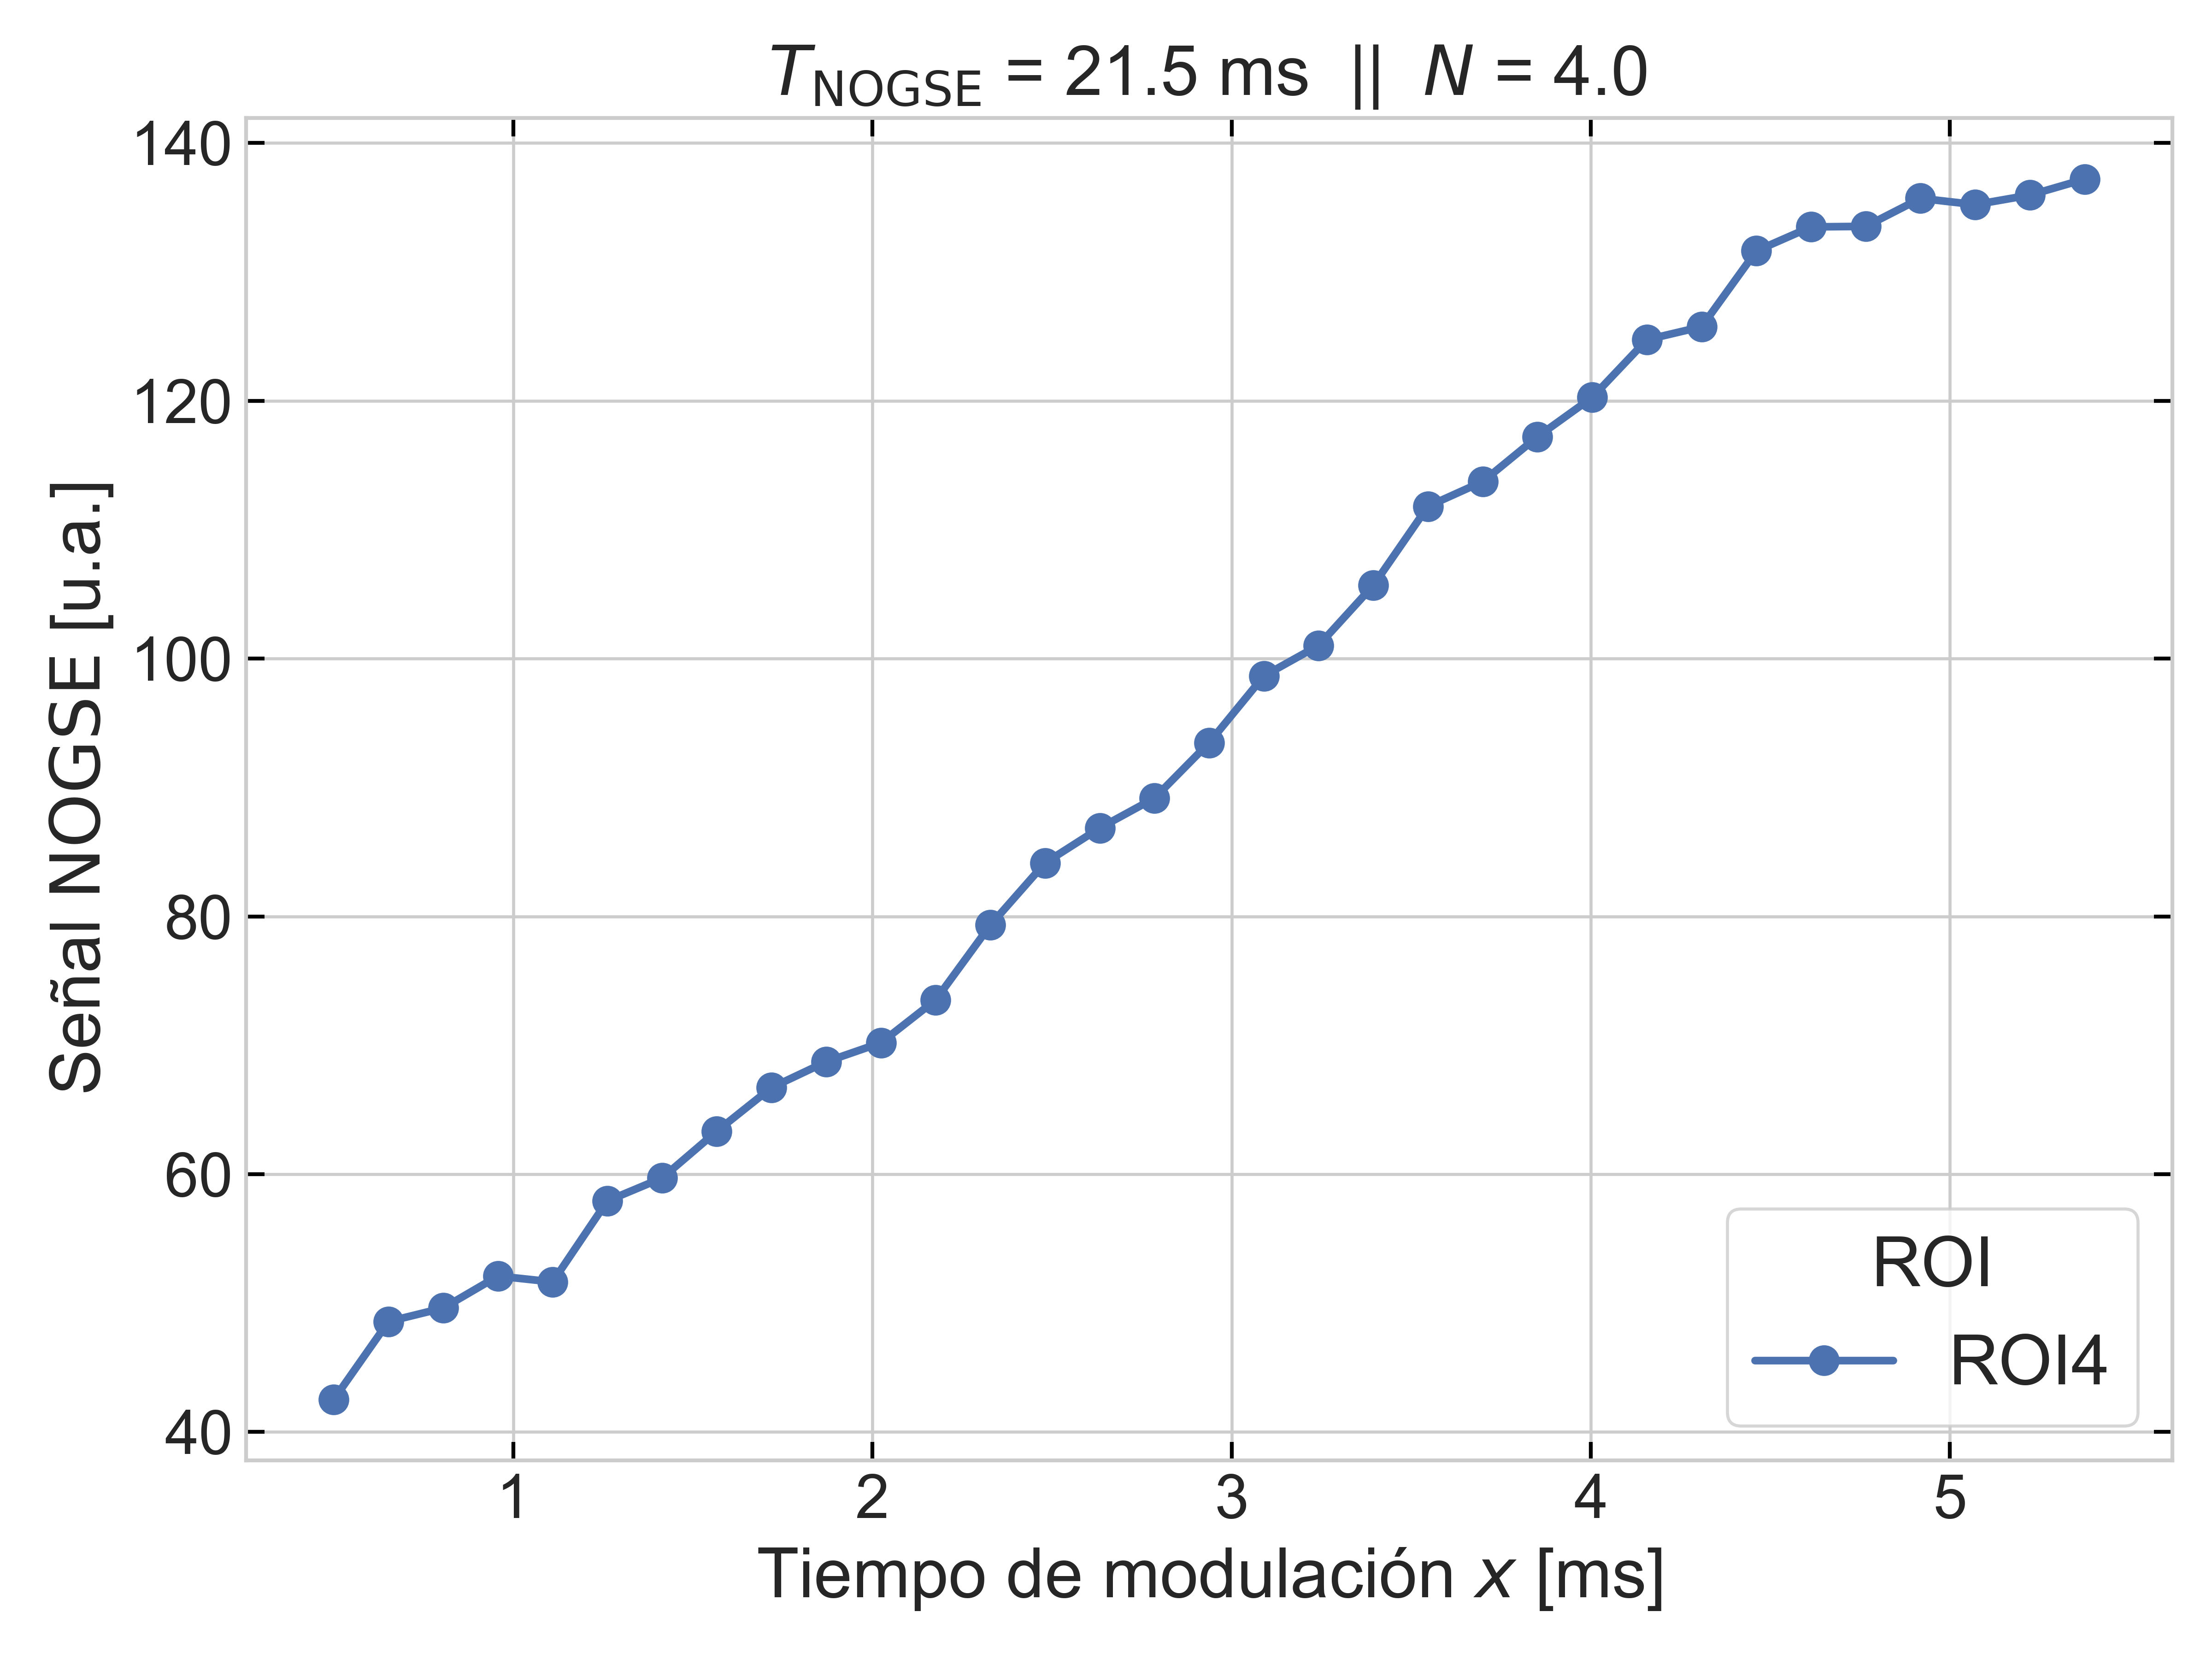 T_NOGSE = 21.5 ms || N = 4.0
140
120
100
80
60
40
Señal NOGSE [u.a.]
1 2 3 4 5
Tiempo de modulación x [ms]
ROI
ROI4